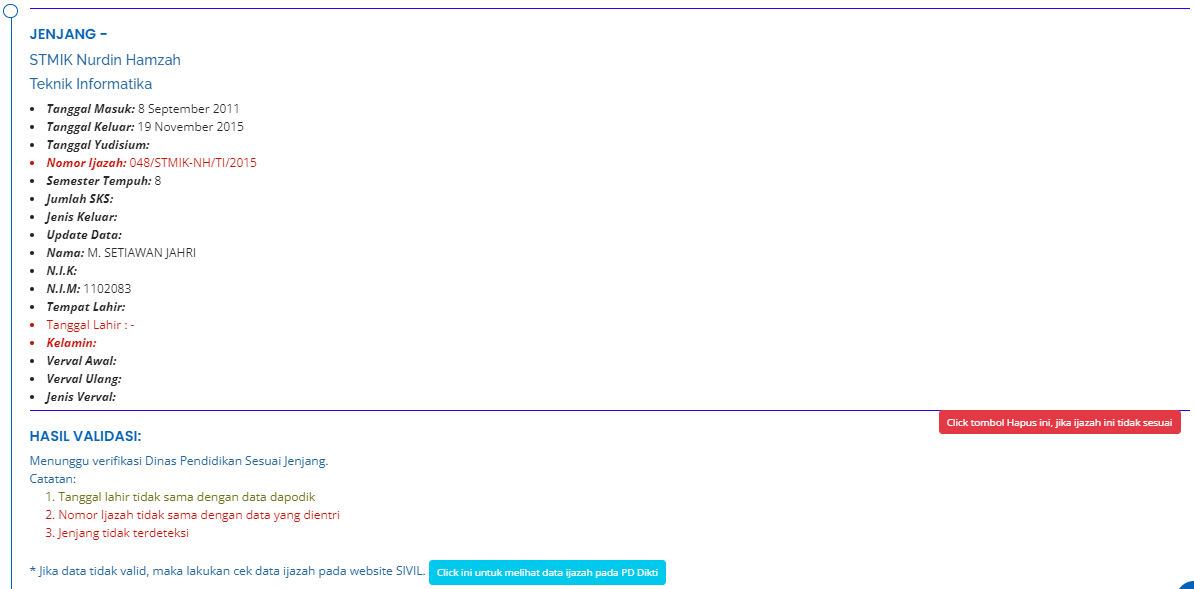 JENJANG -
STMIK Nurdin Hamzah
Teknik Informatika
• Tanggal Masuk: 8 September 2011
• Tanggal Keluar: 19 November 2015
• Tanggal Yudisium:
• Nomor Ijazah: 048/STMIK-NH/TI/2015
• Semester Tempuh: 8
• Jumlah SKS:
• Jenis Keluar:
• Update Data:
• Nama: M. SETIAWAN JAHRI
• N.I.K:
• N.I.M: 1102083
• Tempat Lahir:
• Tanggal Lahir : -
• Kelamin:
• Verval Awal:
• Verval Ulang:
• Jenis Verval:
Click tombol Hapus ini, jika ijazah ini tidak sesuai
HASIL VALIDASI:
Menunggu verifikasi Dinas Pendidikan Sesuai Jenjang.
Catatan:
1. Tanggal lahir tidak sama dengan data dapodik
2. Nomor Ijazah tidak sama dengan data yang dientri
3. Jenjang tidak terdeteksi
* Jika data tidak valid, maka lakukan cek data ijazah pada website SIVIL. Click ini untuk melihat data ijazah pada PD Dikti